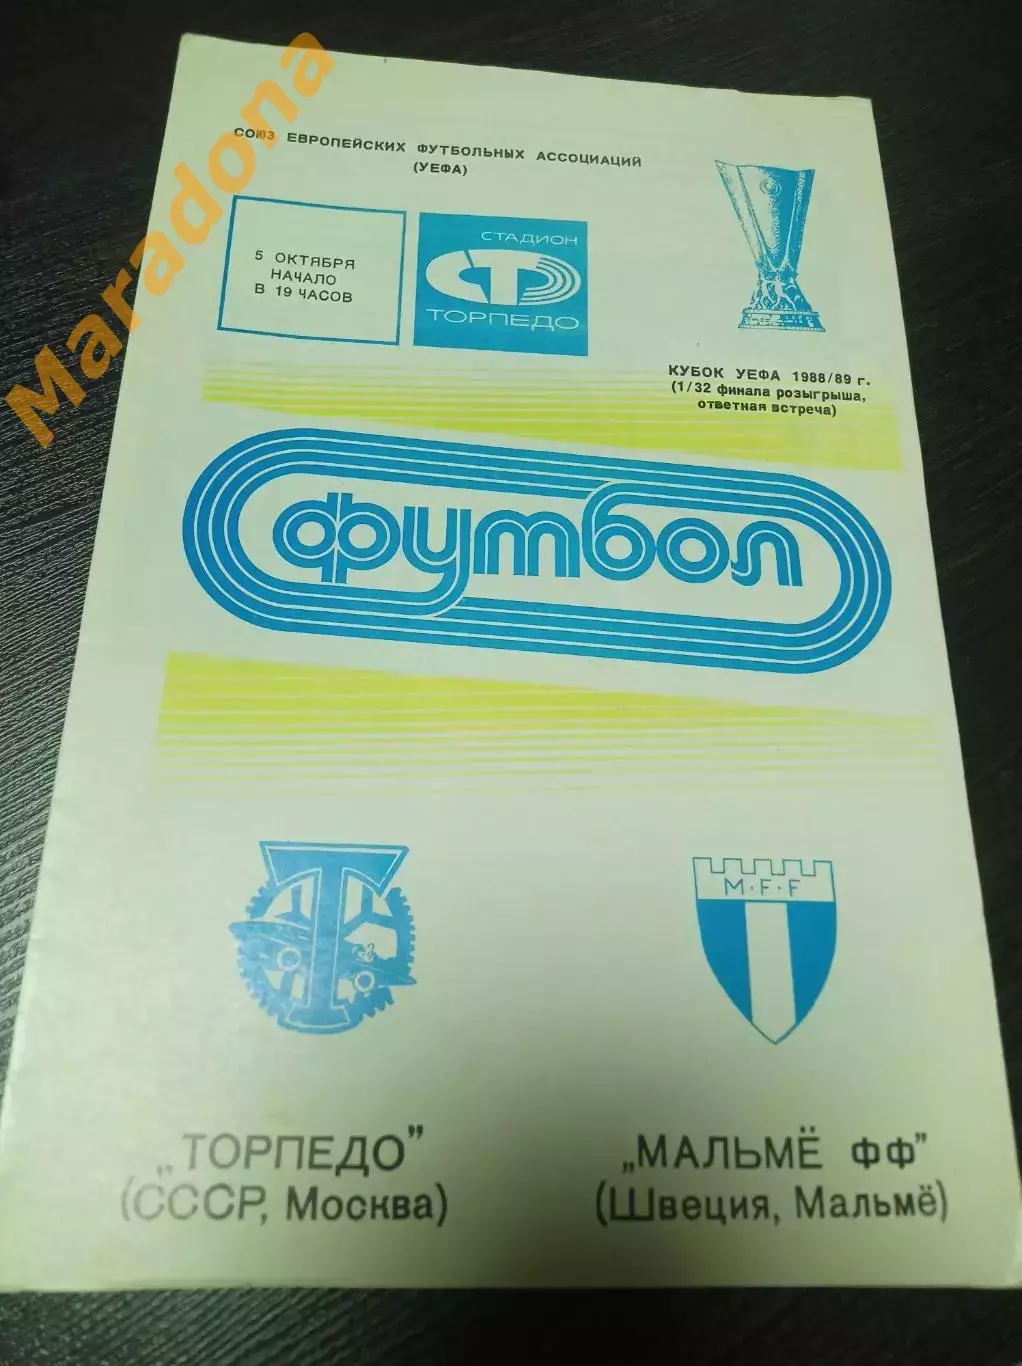 Maradona
СОЮЗ ЕВРОПЕЙСКИХ ФУТБОЛЬНЫХ АССОЦИАЦИЙ
(УЕФА)
5 ОКТЯБРЯ
НАЧАЛО
В 19 ЧАСОВ
СТАДИОН
Т
ТОРПЕДО
КУБОК УЕФА 1988/89 г.
(1/32 финала розыгрыша,
ответная встреча)
футбол
Т
M·F·F
„ТОРПЕДО”
(СССР, Москва)
„МАЛЬМЁ ФФ”
(Швеция, Мальмё)